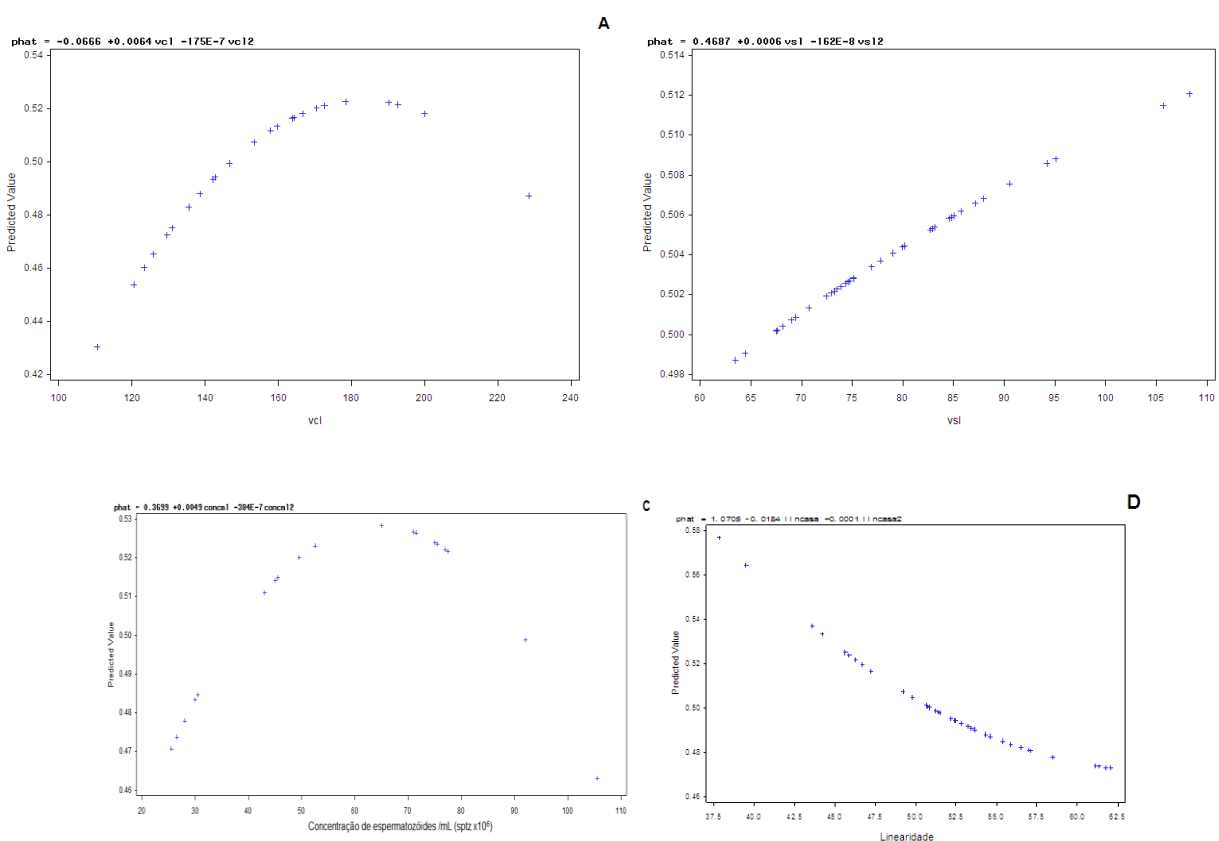 A
phat = -0.0666 +0.0064 vcl -175E-7 vcl2
0.54
0.52
0.50
0.48
0.46
0.44
0.42
Predicted Value
100 120 140 160 180 200 220 240
vcl
phat = 0.4687 +0.0006 vsl -162E-8 vsl2
0.514
0.512
0.510
0.508
0.506
0.504
0.502
0.500
0.498
Predicted Value
60 65 70 75 80 85 90 95 100 105 110
vsl
C
phat = 0.3699 +0.0049 concml -384E-7 concml2
0.53
0.52
0.51
0.50
0.49
0.48
0.47
0.46
Predicted Value
20 30 40 50 60 70 80 90 100 110
Concentração de espermatozóides /mL (sptz x10⁶)
D
phat = 1.0706 -0.0184 lincasa +0.0001 lincasa2
0.58
0.56
0.54
0.52
0.50
0.48
0.46
Predicted Value
37.5 40.0 42.5 45.0 47.5 50.0 52.5 55.0 57.5 60.0 62.5
Linearidade